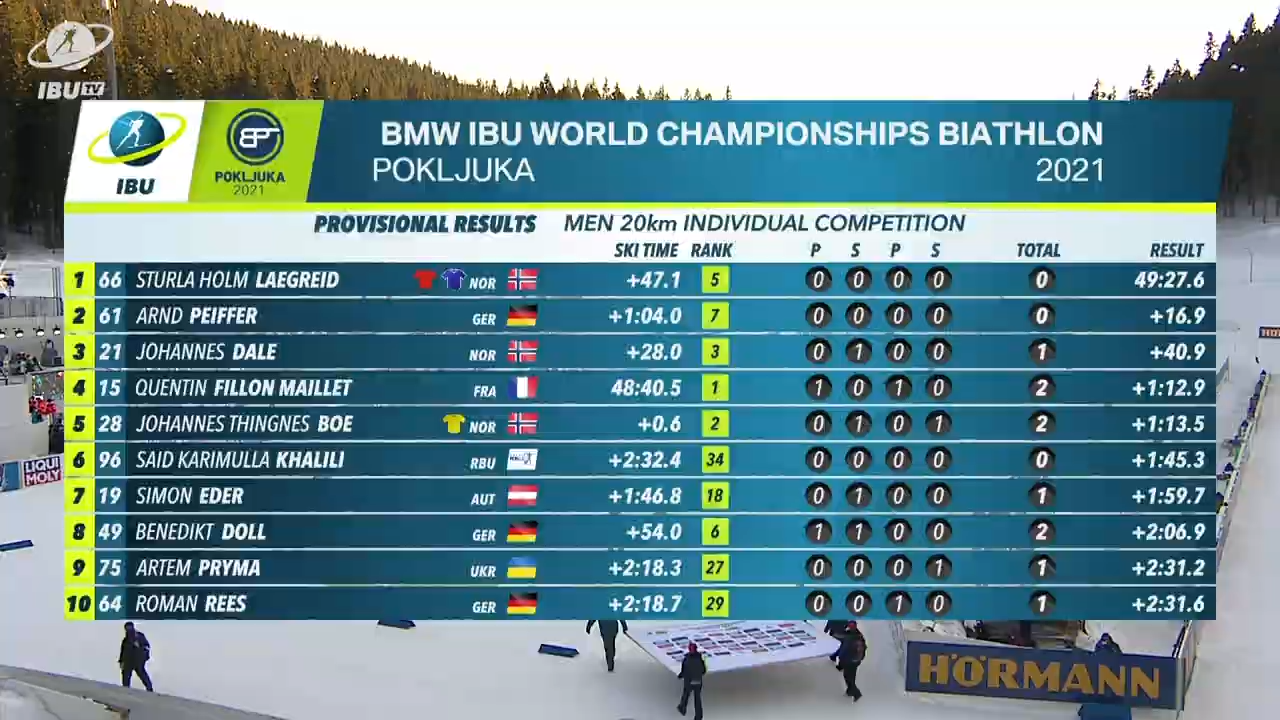 IBU TV
BMW IBU WORLD CHAMPIONSHIPS BIATHLON
POKLJUKA 2021
IBU
POKLJUKA
2021
PROVISIONAL RESULTS MEN 20km INDIVIDUAL COMPETITION
SKI TIME RANK P S P S TOTAL RESULT
1 66 STURLA HOLM LAEGREID NOR +47.1 5 0 0 0 0 0 49:27.6
2 61 ARND PEIFFER GER +1:04.0 7 0 0 0 0 0 +16.9
3 21 JOHANNES DALE NOR +28.0 3 0 1 0 0 1 +40.9
4 15 QUENTIN FILLON MAILLET FRA 48:40.5 1 1 0 1 0 2 +1:12.9
5 28 JOHANNES THINGNES BOE NOR +0.6 2 0 1 0 1 2 +1:13.5
6 96 SAID KARIMULLA KHALILI RBU +2:32.4 34 0 0 0 0 0 +1:45.3
7 19 SIMON EDER AUT +1:46.8 18 0 1 0 0 1 +1:59.7
8 49 BENEDIKT DOLL GER +54.0 6 1 1 0 0 2 +2:06.9
9 75 ARTEM PRYMA UKR +2:18.3 27 0 0 0 1 1 +2:31.2
10 64 ROMAN REES GER +2:18.7 29 0 0 1 0 1 +2:31.6
LIQUI
MOLY
HÖRMANN